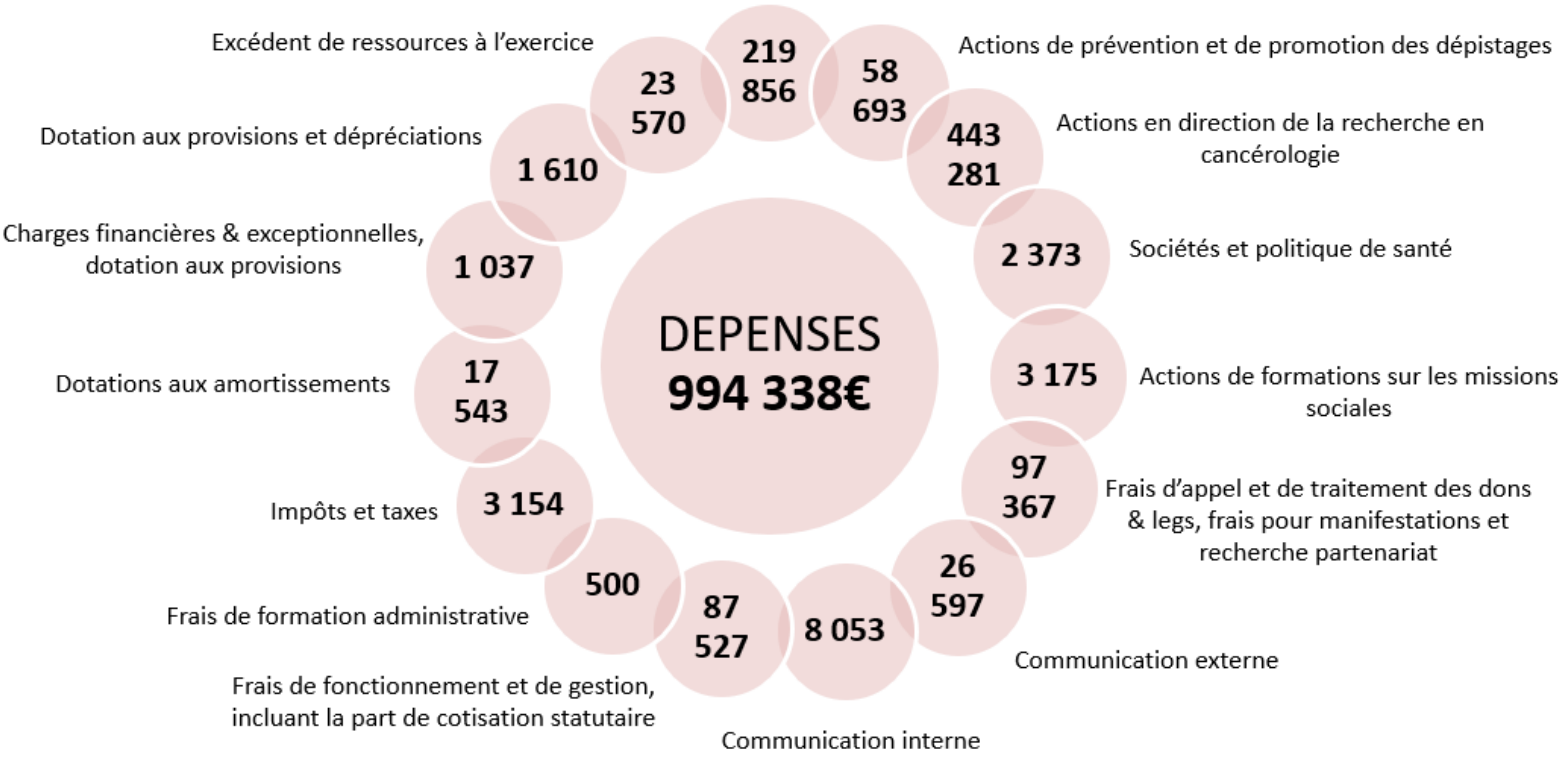 219
856
58
693
Actions de prévention et de promotion des dépistages
443
281
Actions en direction de la recherche en
cancérologie
2 373
Sociétés et politique de santé
3 175
Actions de formations sur les missions
sociales
97
367
Frais d’appel et de traitement des dons
& legs, frais pour manifestations et
recherche partenariat
26
597
Communication externe
8 053
Communication interne
87
527
Frais de fonctionnement et de gestion,
incluant la part de cotisation statutaire
500
Frais de formation administrative
3 154
Impôts et taxes
17
543
Dotations aux amortissements
1 037
Charges financières & exceptionnelles,
dotation aux provisions
1 610
Dotation aux provisions et dépréciations
23
570
Excédent de ressources à l’exercice
DEPENSES
994 338€